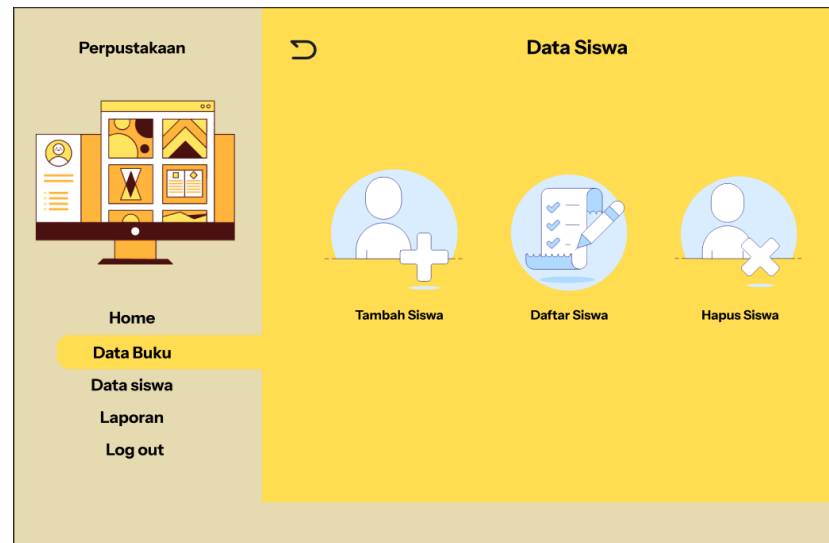 Perpustakaan
Home
Data Buku
Data siswa
Laporan
Log out
Data Siswa
Tambah Siswa
Daftar Siswa
Hapus Siswa